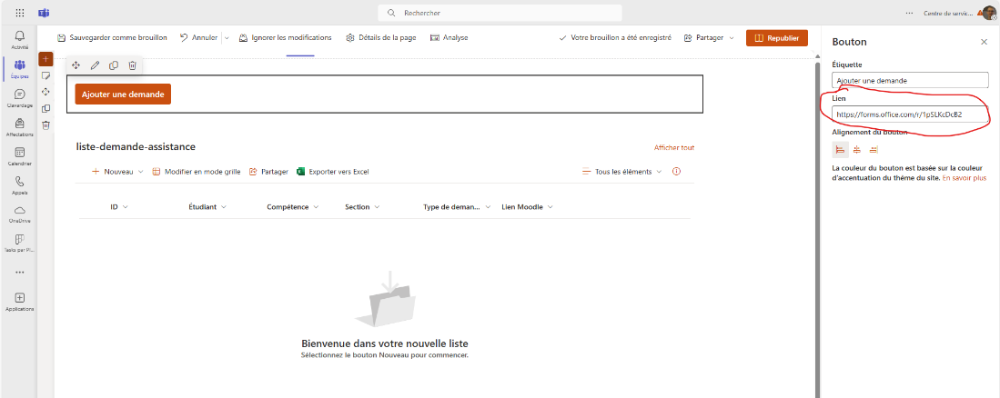 Rechercher
Centre de servic...
Activité
Équipes
Clavardage
Affectations
Calendrier
Appels
OneDrive
Tasks par Pl...
Applications
Sauvegarder comme brouillon
Annuler
Ignorer les modifications
Détails de la page
Analyse
Votre brouillon a été enregistré
Partager
Republier
Ajouter une demande
liste-demande-assistance
Afficher tout
Nouveau
Modifier en mode grille
Partager
Exporter vers Excel
Tous les éléments
ID
Étudiant
Compétence
Section
Type de deman...
Lien Moodle
Bienvenue dans votre nouvelle liste
Sélectionnez le bouton Nouveau pour commencer.
Bouton
Étiquette
Ajouter une demande
Lien
https://forms.office.com/r/1pSLKcDcB2
Alignement du bouton
La couleur du bouton est basée sur la couleur
d'accentuation du thème du site. En savoir plus